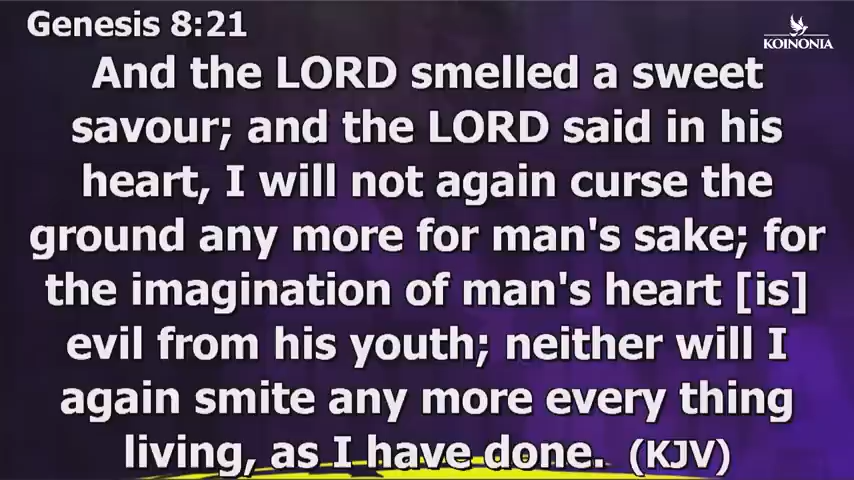 Genesis 8:21
KOINONIA
And the LORD smelled a sweet
savour; and the LORD said in his
heart, I will not again curse the
ground any more for man's sake; for
the imagination of man's heart [is]
evil from his youth; neither will I
again smite any more every thing
living, as I have done. (KJV)